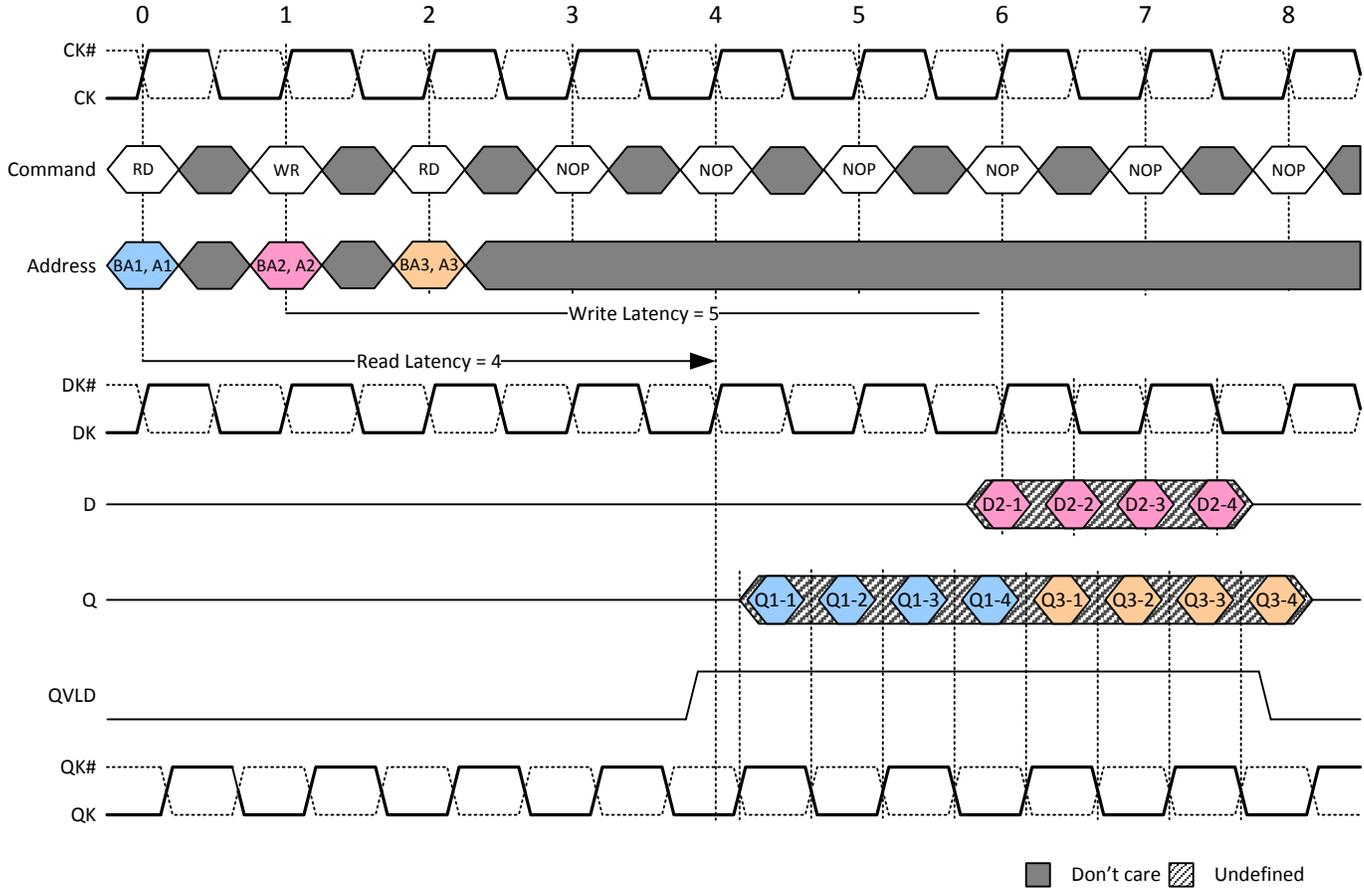 0 1 2 3 4 5 6 7 8
CK#
CK
Command RD WR RD NOP NOP NOP NOP NOP NOP
Address BA1, A1 BA2, A2 BA3, A3
Write Latency = 5
Read Latency = 4
DK#
DK
D D2-1 D2-2 D2-3 D2-4
Q Q1-1 Q1-2 Q1-3 Q1-4 Q3-1 Q3-2 Q3-3 Q3-4
QVLD
QK#
QK
Don’t care Undefined